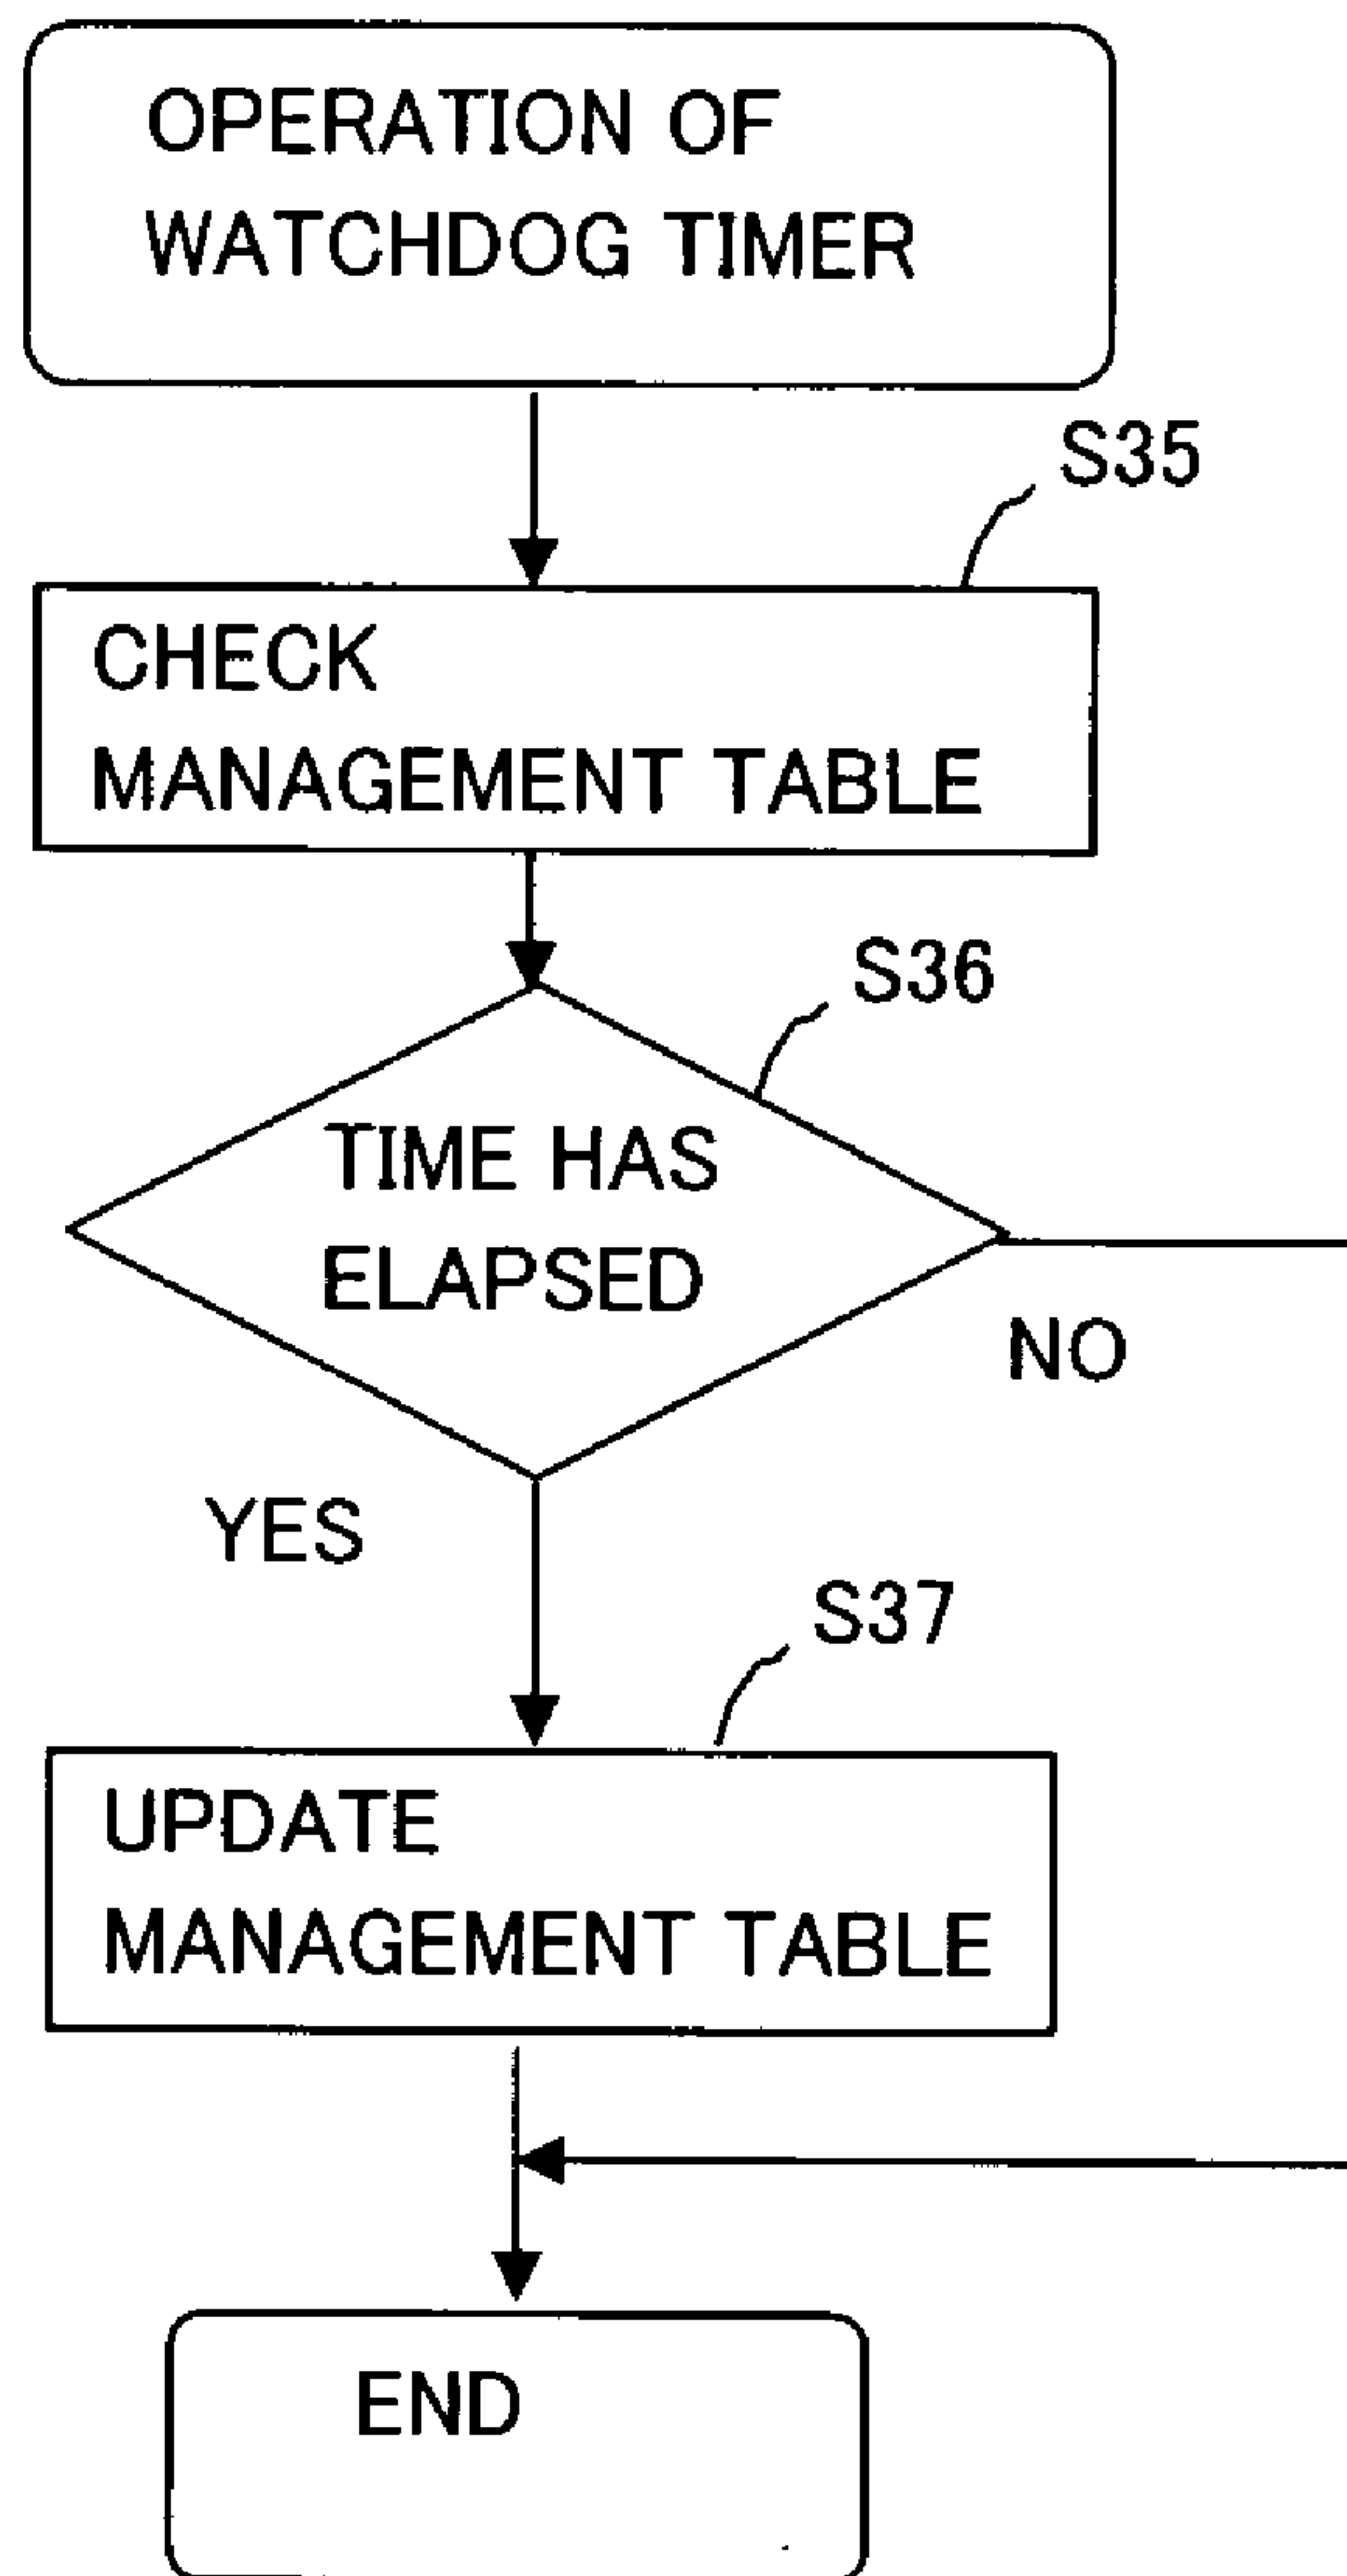 OPERATION OF
WATCHDOG TIMER
S35
CHECK
MANAGEMENT TABLE
S36
TIME HAS
ELAPSED
NO
YES
S37
UPDATE
MANAGEMENT TABLE
END